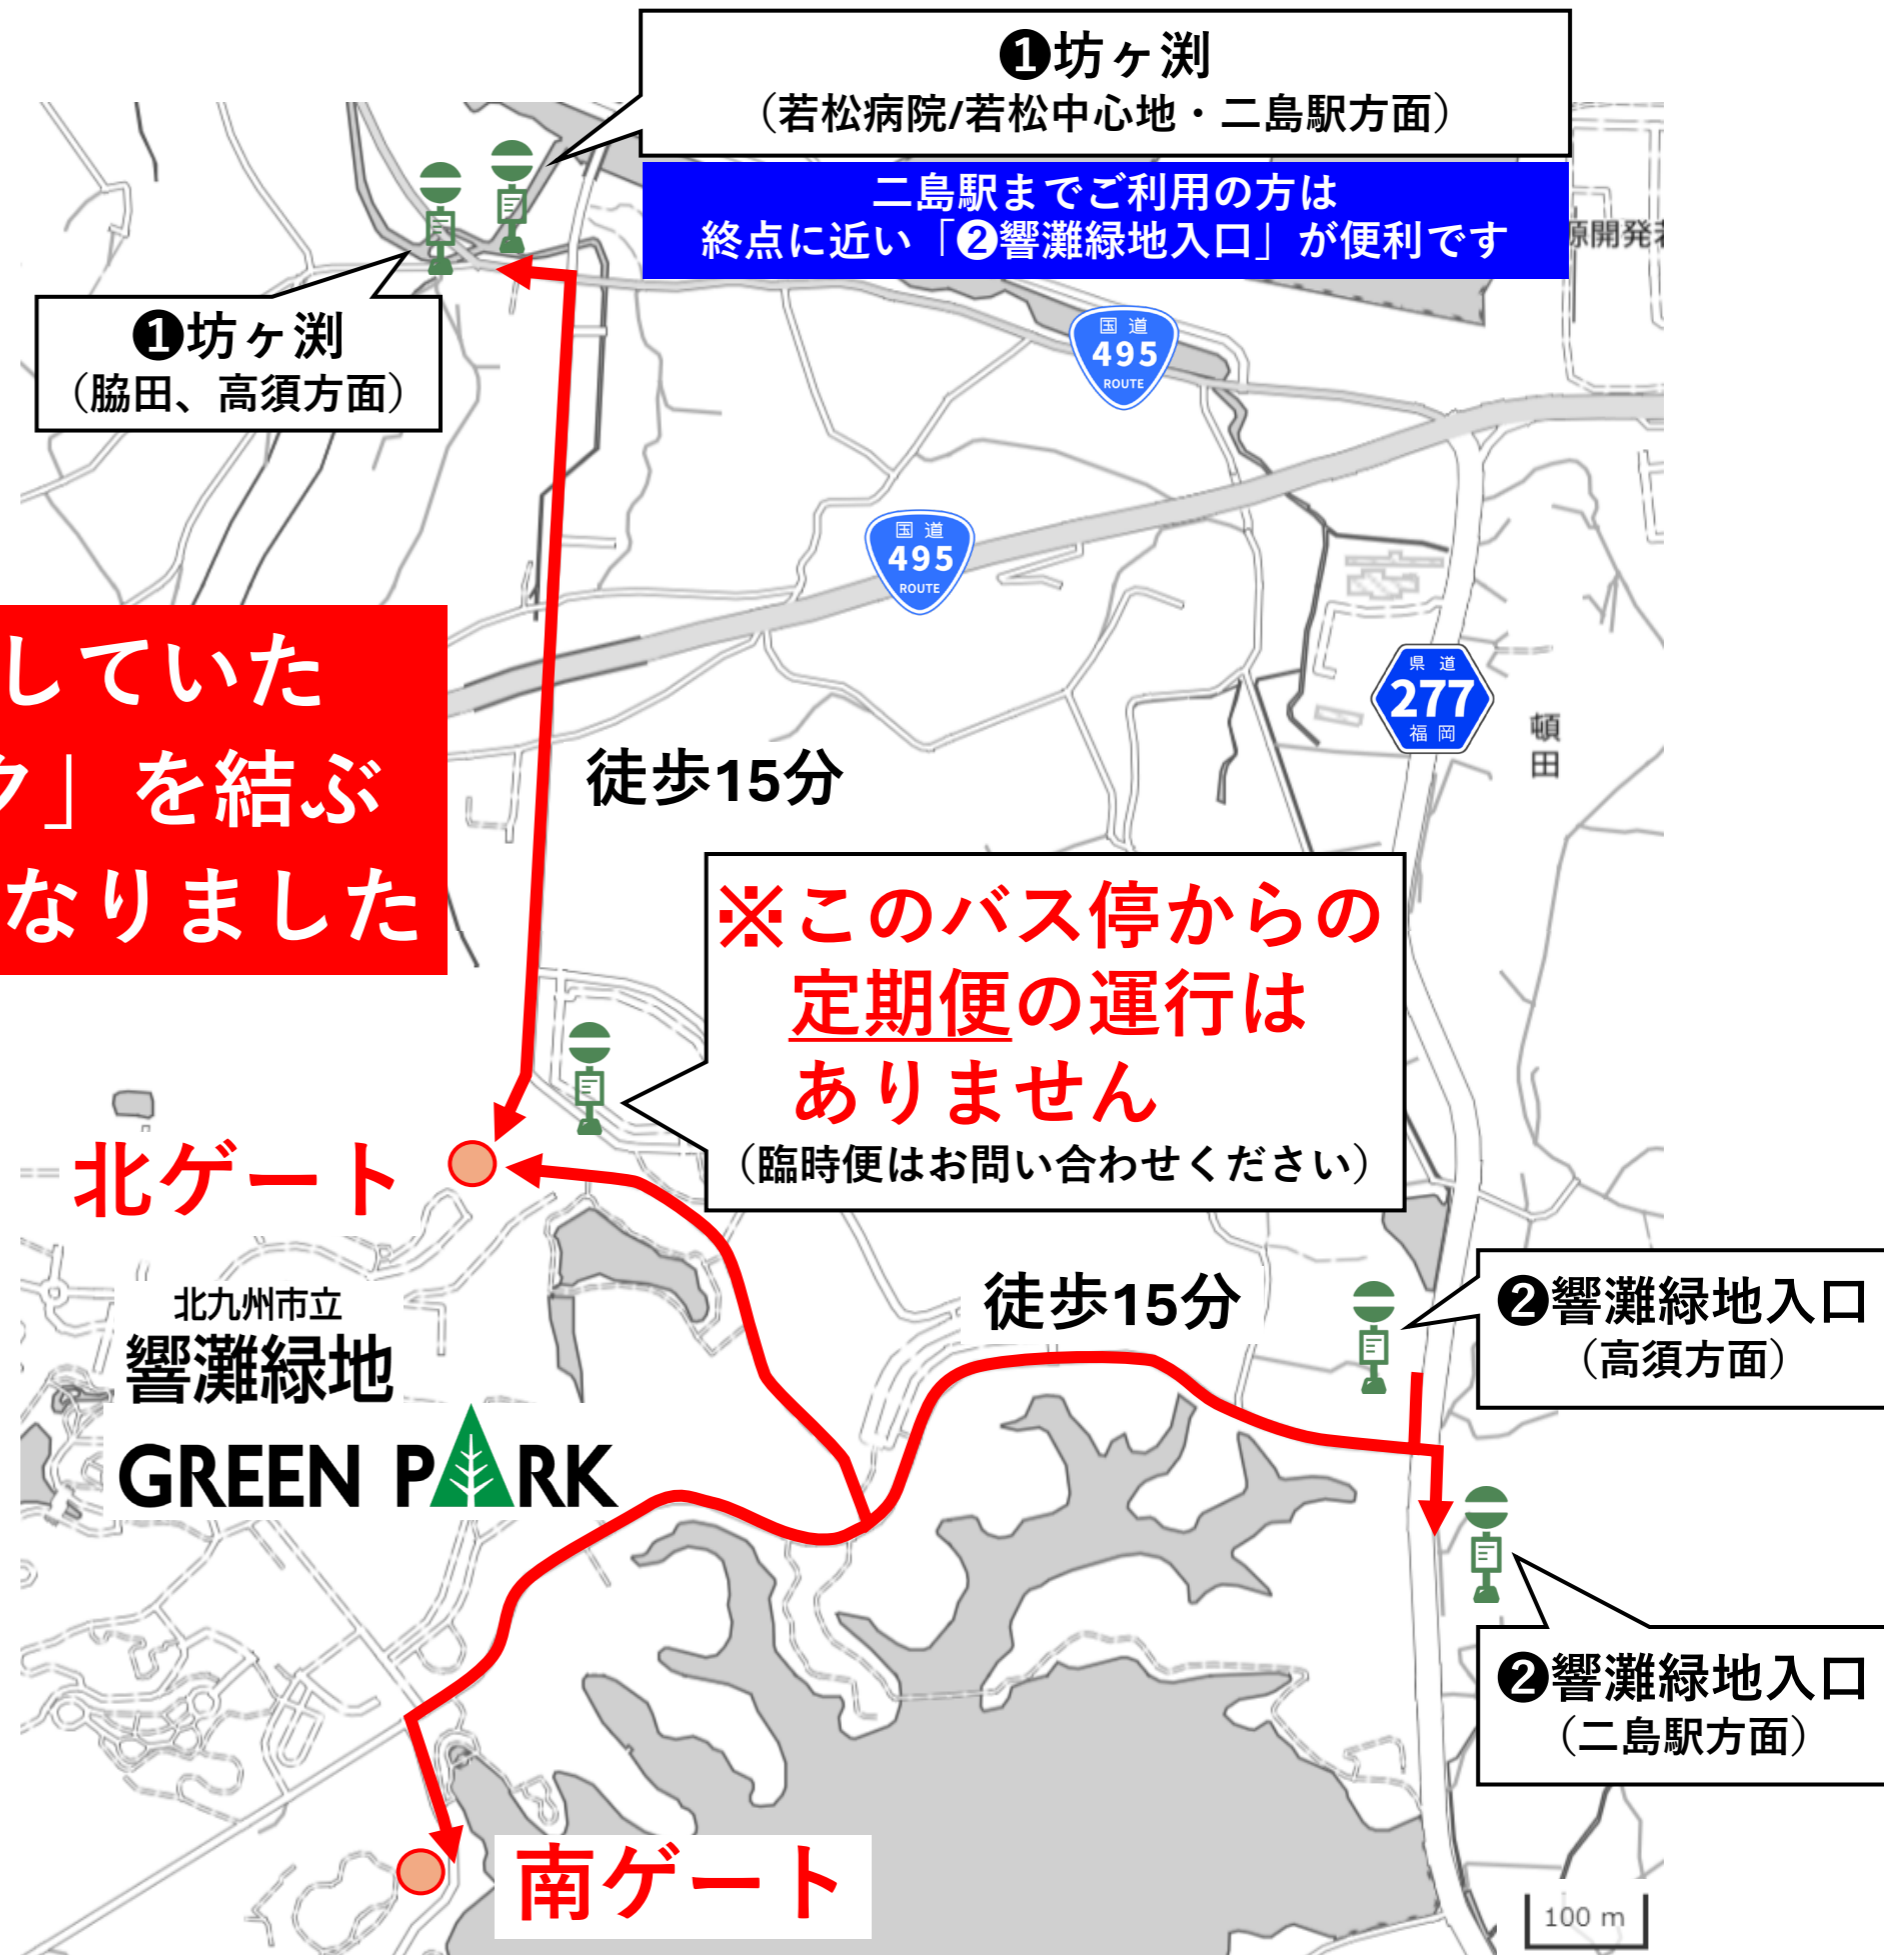 ❶坊ヶ渕
（若松病院/若松中心地・二島駅方面）
二島駅までご利用の方は
終点に近い「❷響灘緑地入口」が便利です
源開発
❶坊ヶ渕
（脇田、高須方面）
国道
495
ROUTE
国道
495
ROUTE
していた
ク」を結ぶ
なりました
県道
277
福岡
頓田
徒歩15分
※このバス停からの
定期便の運行は
ありません
（臨時便はお問い合わせください）
北ゲート
北九州市立
響灘緑地
GREEN PARK
徒歩15分
❷響灘緑地入口
（高須方面）
❷響灘緑地入口
（二島駅方面）
南ゲート
100 m